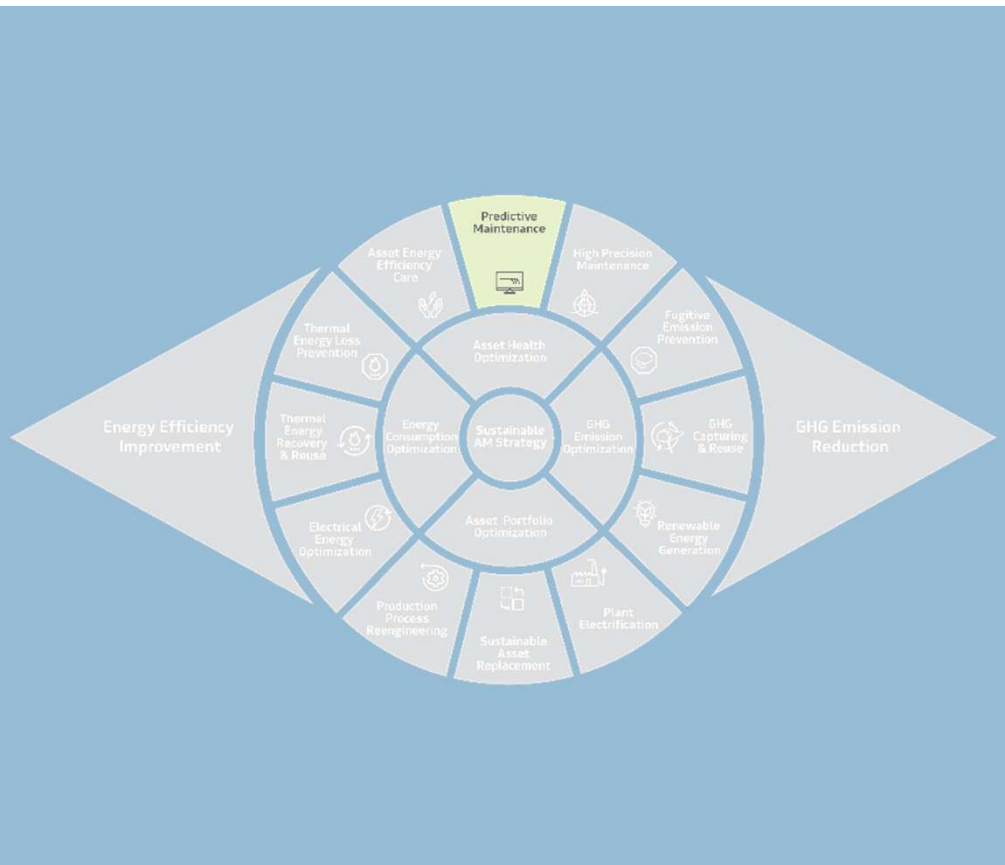 Predictive
Maintenance
Asset Energy
Efficiency
Care
High Precision
Maintenance
Thermal
Energy Loss
Prevention
Fugitive
Emission
Prevention
Asset Health
Optimization
Energy Efficiency
Improvement
Thermal
Energy
Recovery
& Reuse
Energy
Consumption
Optimization
Sustainable
AM Strategy
GHG
Emission
Optimization
GHG
Capturing
& Reuse
GHG Emission
Reduction
Electrical
Energy
Optimization
Asset Portfolio
Optimization
Renewable
Energy
Generation
Production
Process
Reengineering
Sustainable
Asset
Replacement
Plant
Electrification